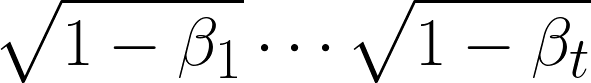 √(1 − β₁) ⋯ √(1 − βₜ)